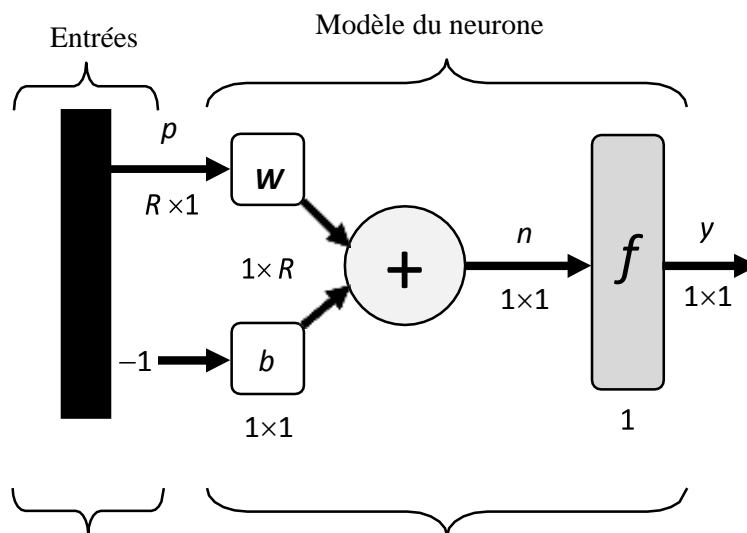 Entrées
Modèle du neurone
p
R ×1
w
1× R
+
n
1×1
f
y
1×1
−1
b
1×1
1